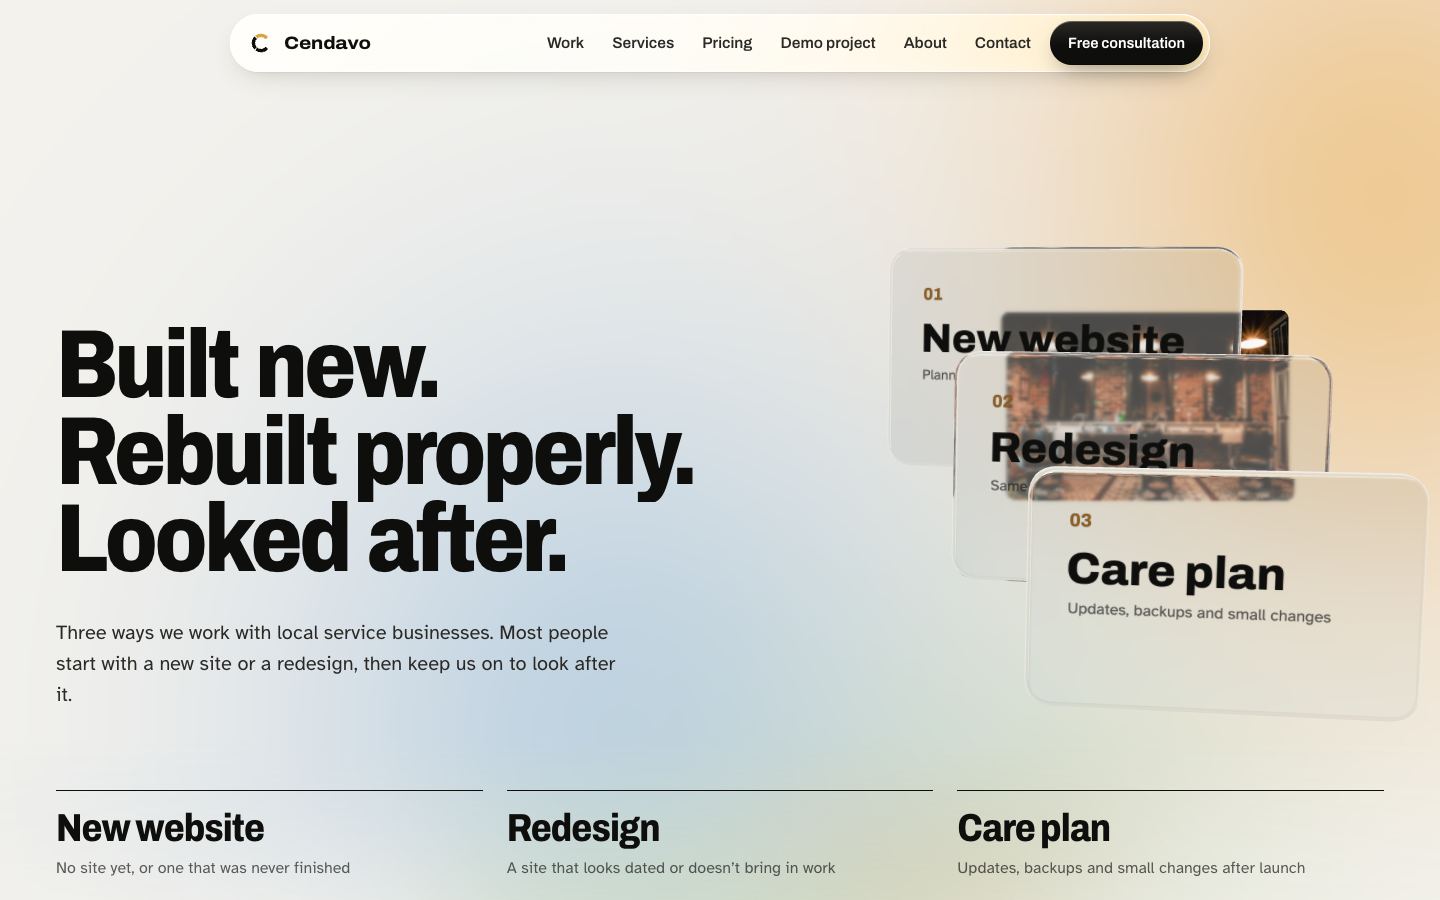 Cendavo
Work
Services
Pricing
Demo project
About
Contact
Free consultation
Built new.
Rebuilt properly.
Looked after.
Three ways we work with local service businesses. Most people
start with a new site or a redesign, then keep us on to look after
it.
01
New website
02
Redesign
Same
03
Care plan
Updates, backups and small changes
New website
No site yet, or one that was never finished
Redesign
A site that looks dated or doesn’t bring in work
Care plan
Updates, backups and small changes after launch